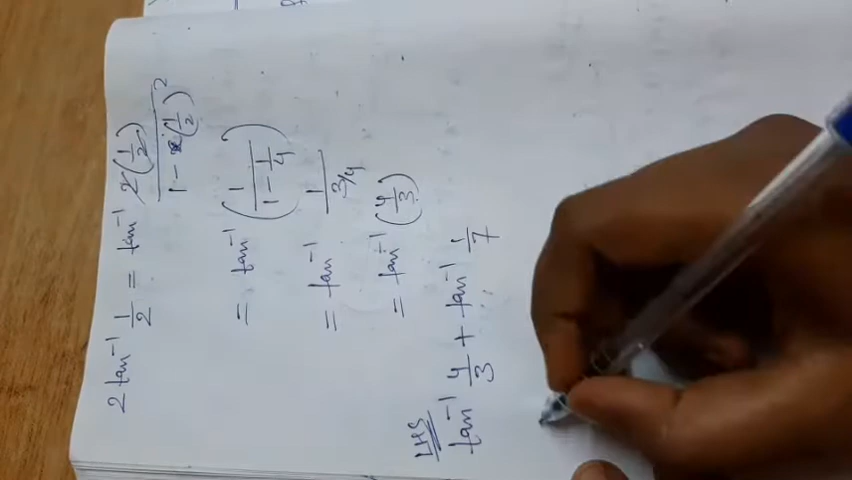 2 tan⁻¹ 1/2 = tan⁻¹ 2(1/2) / 1 - (1/2)²
= tan⁻¹ (1 / 1 - 1/4)
= tan⁻¹ 1 / 3/4
= tan⁻¹ (4/3)
LHS
tan⁻¹ 4/3 + tan⁻¹ 1/7